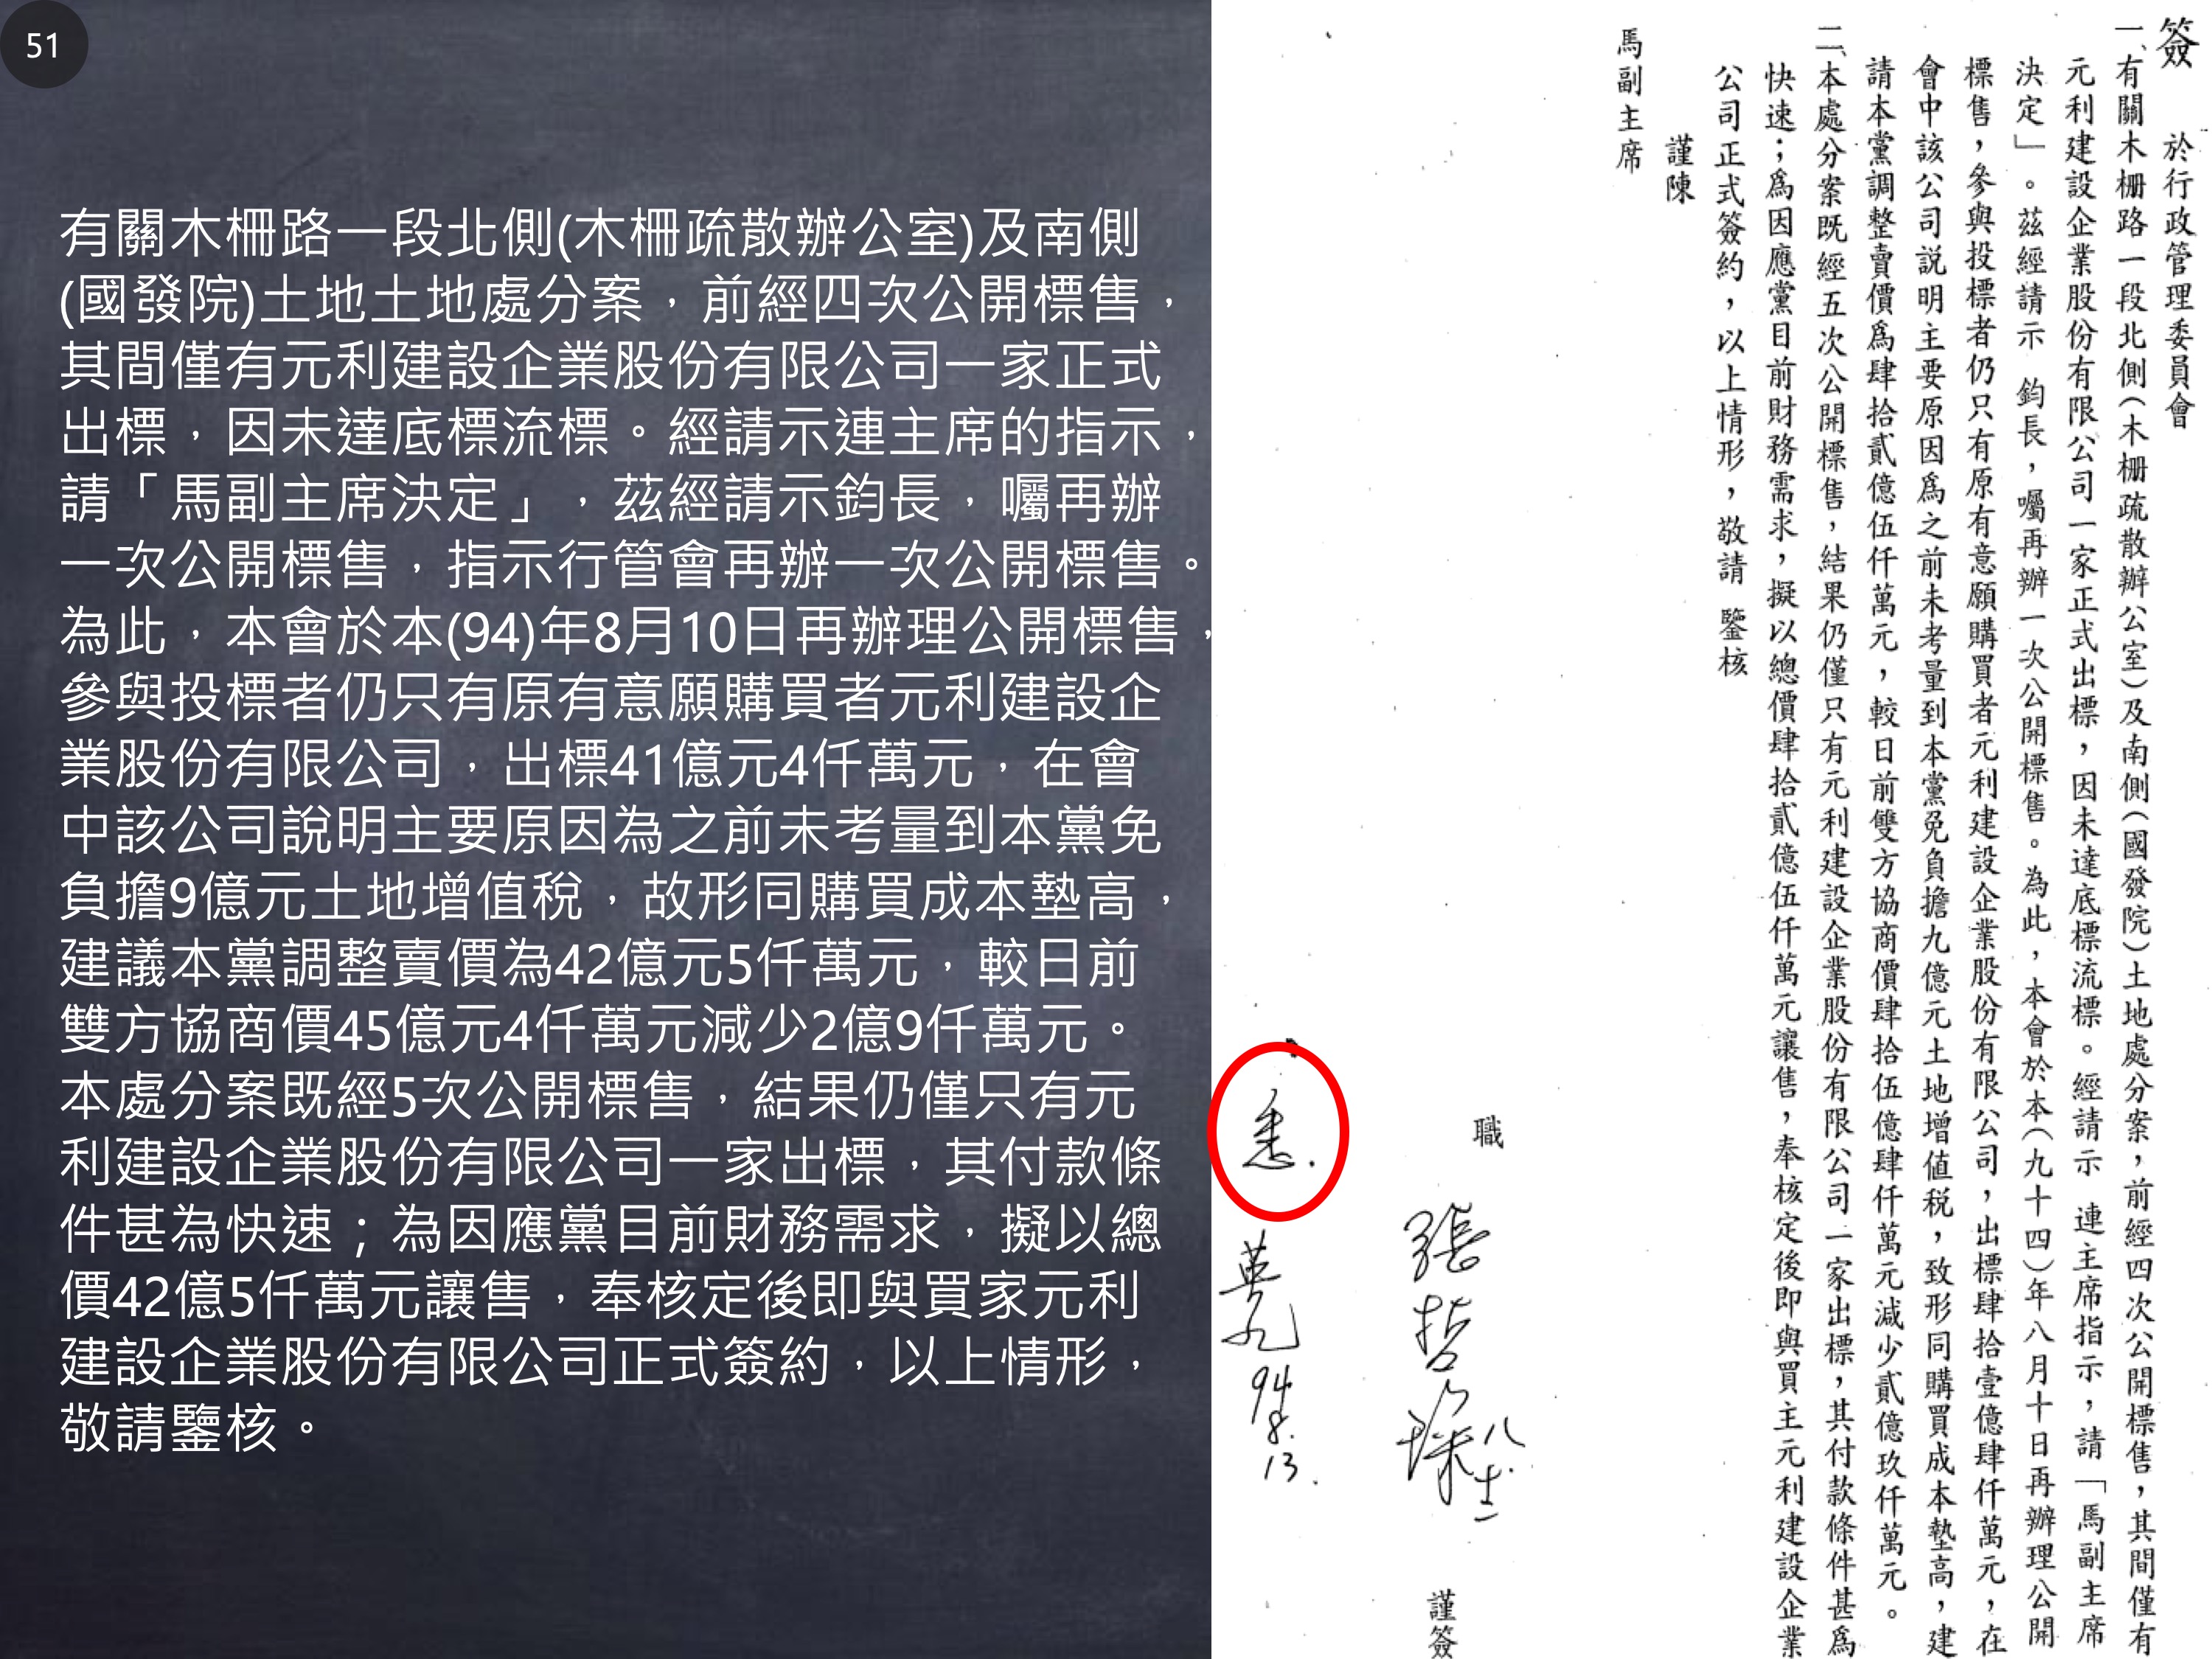 51
有關木柵路一段北側(木柵疏散辦公室)及南側
(國發院)土地土地處分案，前經四次公開標售，
其間僅有元利建設企業股份有限公司一家正式
出標，因未達底標流標。經請示連主席的指示，
請「馬副主席決定」，茲經請示鈞長，囑再辦
一次公開標售，指示行管會再辦一次公開標售。
為此，本會於本(94)年8月10日再辦理公開標售，
參與投標者仍只有原有意願購買者元利建設企
業股份有限公司，出標41億元4仟萬元，在會
中該公司說明主要原因為之前未考量到本黨免
負擔9億元土地增值稅，故形同購買成本墊高，
建議本黨調整賣價為42億元5仟萬元，較日前
雙方協商價45億元4仟萬元減少2億9仟萬元。
本處分案既經5次公開標售，結果仍僅只有元
利建設企業股份有限公司一家出標，其付款條
件甚為快速；為因應黨目前財務需求，擬以總
價42億5仟萬元讓售，奉核定後即與買家元利
建設企業股份有限公司正式簽約，以上情形，
敬請鑒核。
簽　於行政管理委員會
一、有關木柵路一段北側（木柵疏散辦公室）及南側（國發院）土地處分案，前經四次公開標售，其間僅有
元利建設企業股份有限公司一家正式出標，因未達底標流標。經請示　連主席指示，請「馬副主席
決定」。茲經請示　鈞長，囑再辦一次公開標售。為此，本會於本（九十四）年八月十日再辦理公開
標售，參與投標者仍只有原有意願購買者元利建設企業股份有限公司，出標肆拾壹億肆仟萬元，在
會中該公司説明主要原因爲之前未考量到本黨免負擔九億元土地增值税，致形同購買成本墊高，建
請本黨調整賣價爲肆拾貳億伍仟萬元，較日前雙方協商價肆拾伍億肆仟萬元減少貳億玖仟萬元。
二、本處分案既經五次公開標售，結果仍僅只有元利建設企業股份有限公司一家出標，其付款條件甚爲
快速；爲因應黨目前財務需求，擬以總價肆拾貳億伍仟萬元讓售，奉核定後即與買主元利建設企業
公司正式簽約，以上情形，敬請　鑒核
謹陳
馬副主席
職　張哲琛　八.十二　謹簽
悉.
英九
94.
8.
13.